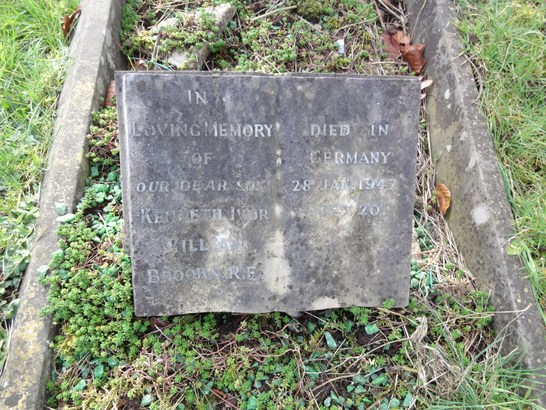 IN
LOVING MEMORY
OF
OUR DEAR SON
KENNETH IVOR
WILLIAM
BROOKS R.E.
DIED IN
GERMANY
28 JAN. 1947
AGED 20.